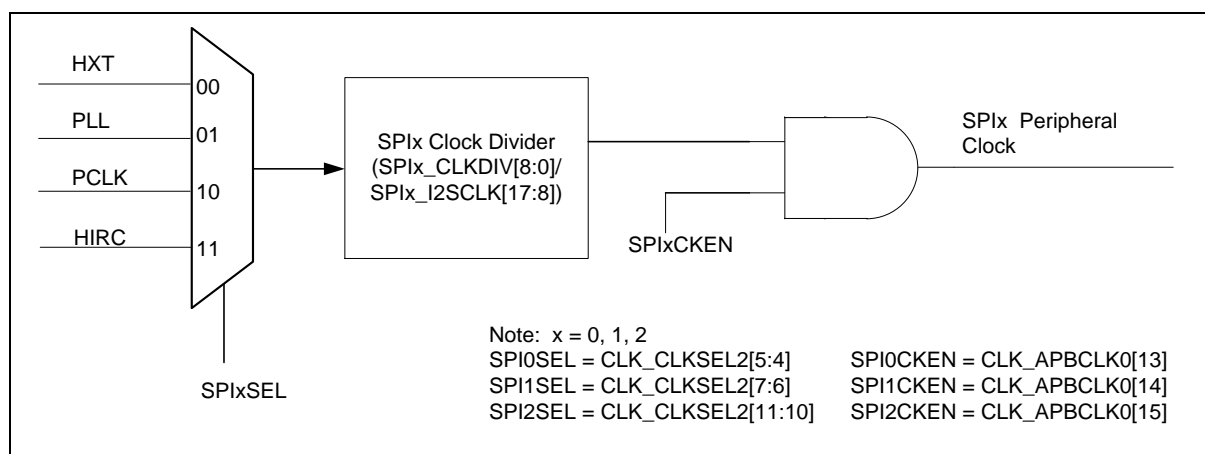 HXT
00
PLL
01
PCLK
10
HIRC
11
SPIxSEL
SPIx Clock Divider
(SPIx_CLKDIV[8:0]/
SPIx_I2SCLK[17:8])
SPIxCKEN
SPIx Peripheral
Clock
Note: x = 0, 1, 2
SPI0SEL = CLK_CLKSEL2[5:4] SPI0CKEN = CLK_APBCLK0[13]
SPI1SEL = CLK_CLKSEL2[7:6] SPI1CKEN = CLK_APBCLK0[14]
SPI2SEL = CLK_CLKSEL2[11:10] SPI2CKEN = CLK_APBCLK0[15]